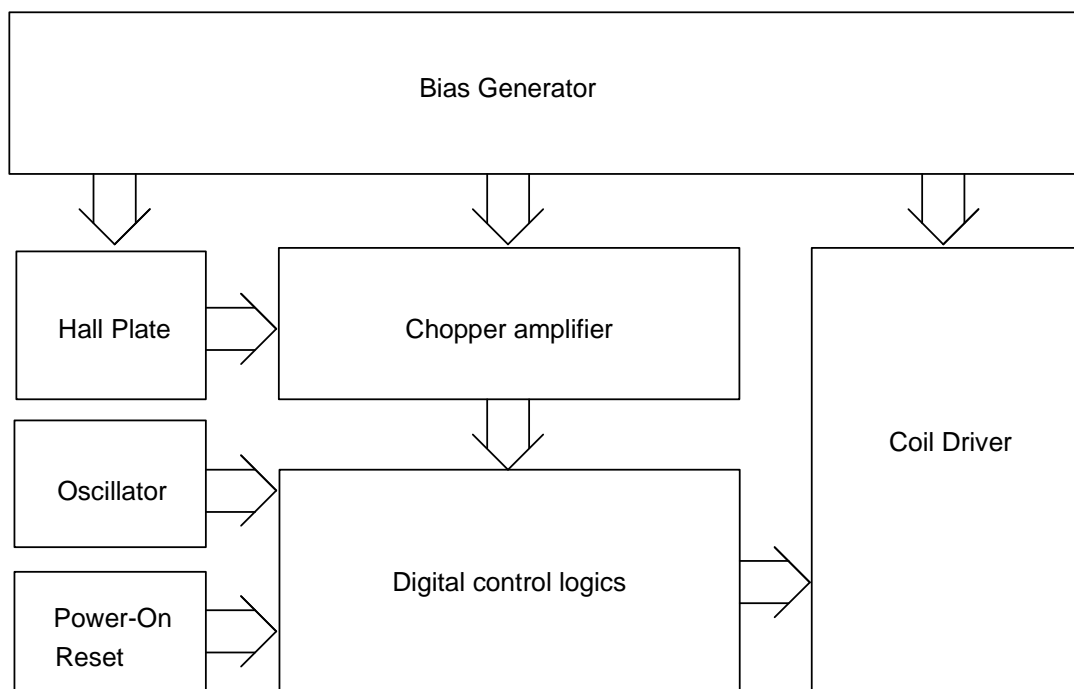 Bias Generator
Hall Plate
Chopper amplifier
Coil Driver
Oscillator
Digital control logics
Power-On
Reset